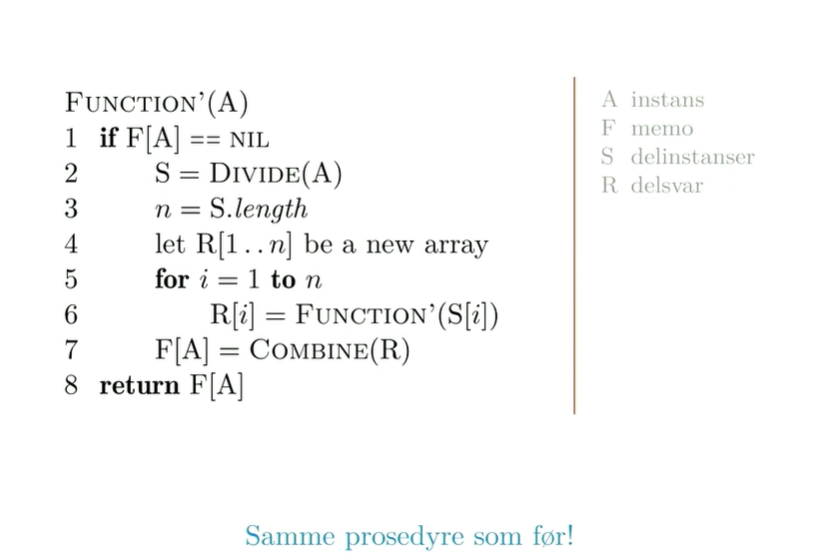 FUNCTION’(A)
1 if F[A] == NIL
2 S = DIVIDE(A)
3 n = S.length
4 let R[1..n] be a new array
5 for i = 1 to n
6 R[i] = FUNCTION’(S[i])
7 F[A] = COMBINE(R)
8 return F[A]
A instans
F memo
S delinstanser
R delsvar
Samme prosedyre som før!